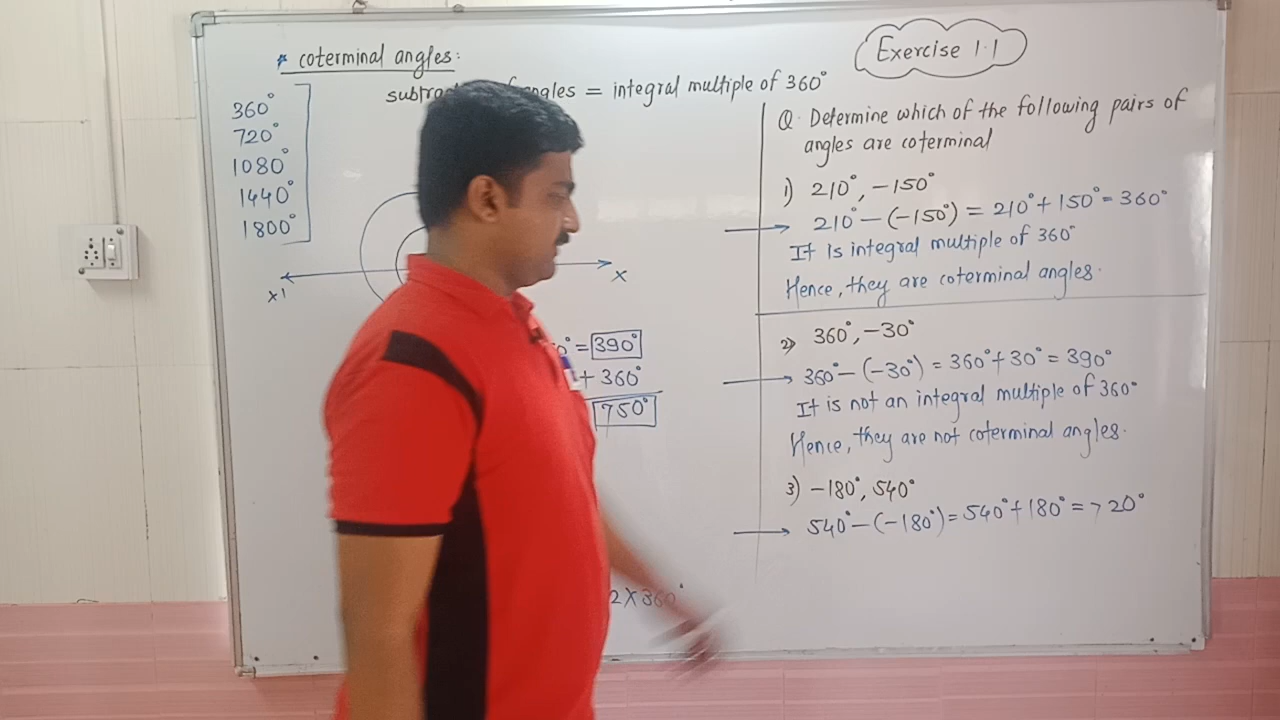 * coterminal angles:
angles = integral multiple of 360°
360°
720°
1080°
1440°
1800°
X'
X
= 390°
+ 360°
750°
2 X 360°
Exercise 1.1
Q. Determine which of the following pairs of
angles are coterminal
1) 210°, -150°
210° - (-150°) = 210° + 150° = 360°
It is integral multiple of 360°
Hence, they are coterminal angles.
2) 360°, -30°
360° - (-30°) = 360° + 30° = 390°
It is not an integral multiple of 360°
Hence, they are not coterminal angles.
3) -180°, 540°
540° - (-180°) = 540° + 180° = 720°